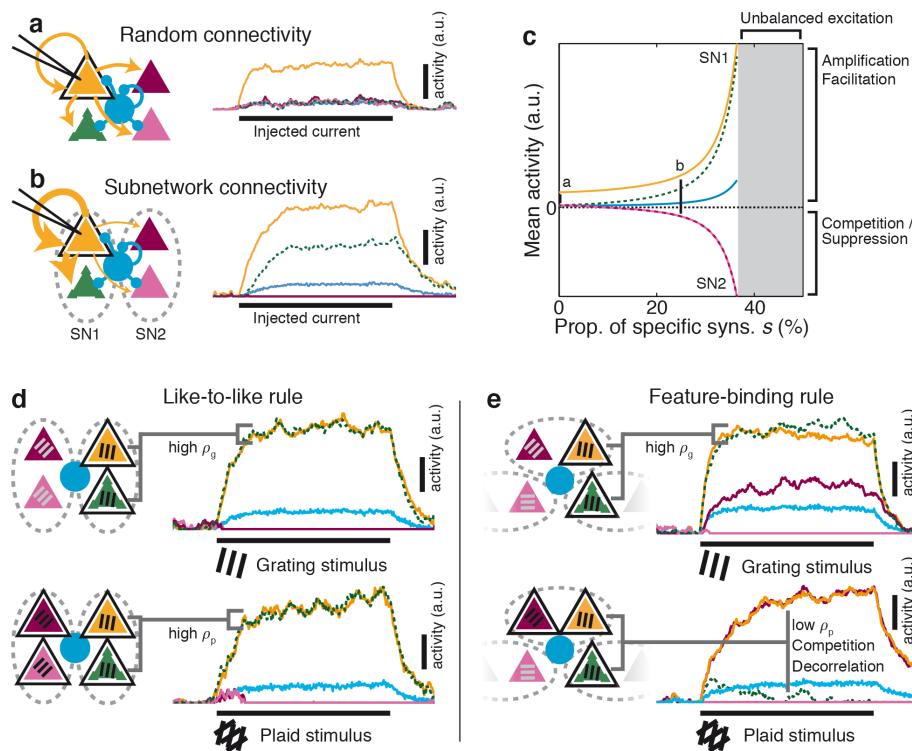 a
Random connectivity
activity (a.u.)
Injected current
b
Subnetwork connectivity
activity (a.u.)
SN1
SN2
Injected current
c
Unbalanced excitation
Mean activity (a.u.)
SN1
Amplification
Facilitation
a
b
0
Competition /
Suppression
SN2
0
20
40
Prop. of specific syns. s (%)
d
Like-to-like rule
high ρg
activity (a.u.)
Grating stimulus
high ρp
activity (a.u.)
Plaid stimulus
e
Feature-binding rule
high ρg
activity (a.u.)
Grating stimulus
low ρp
Competition
Decorrelation
activity (a.u.)
Plaid stimulus